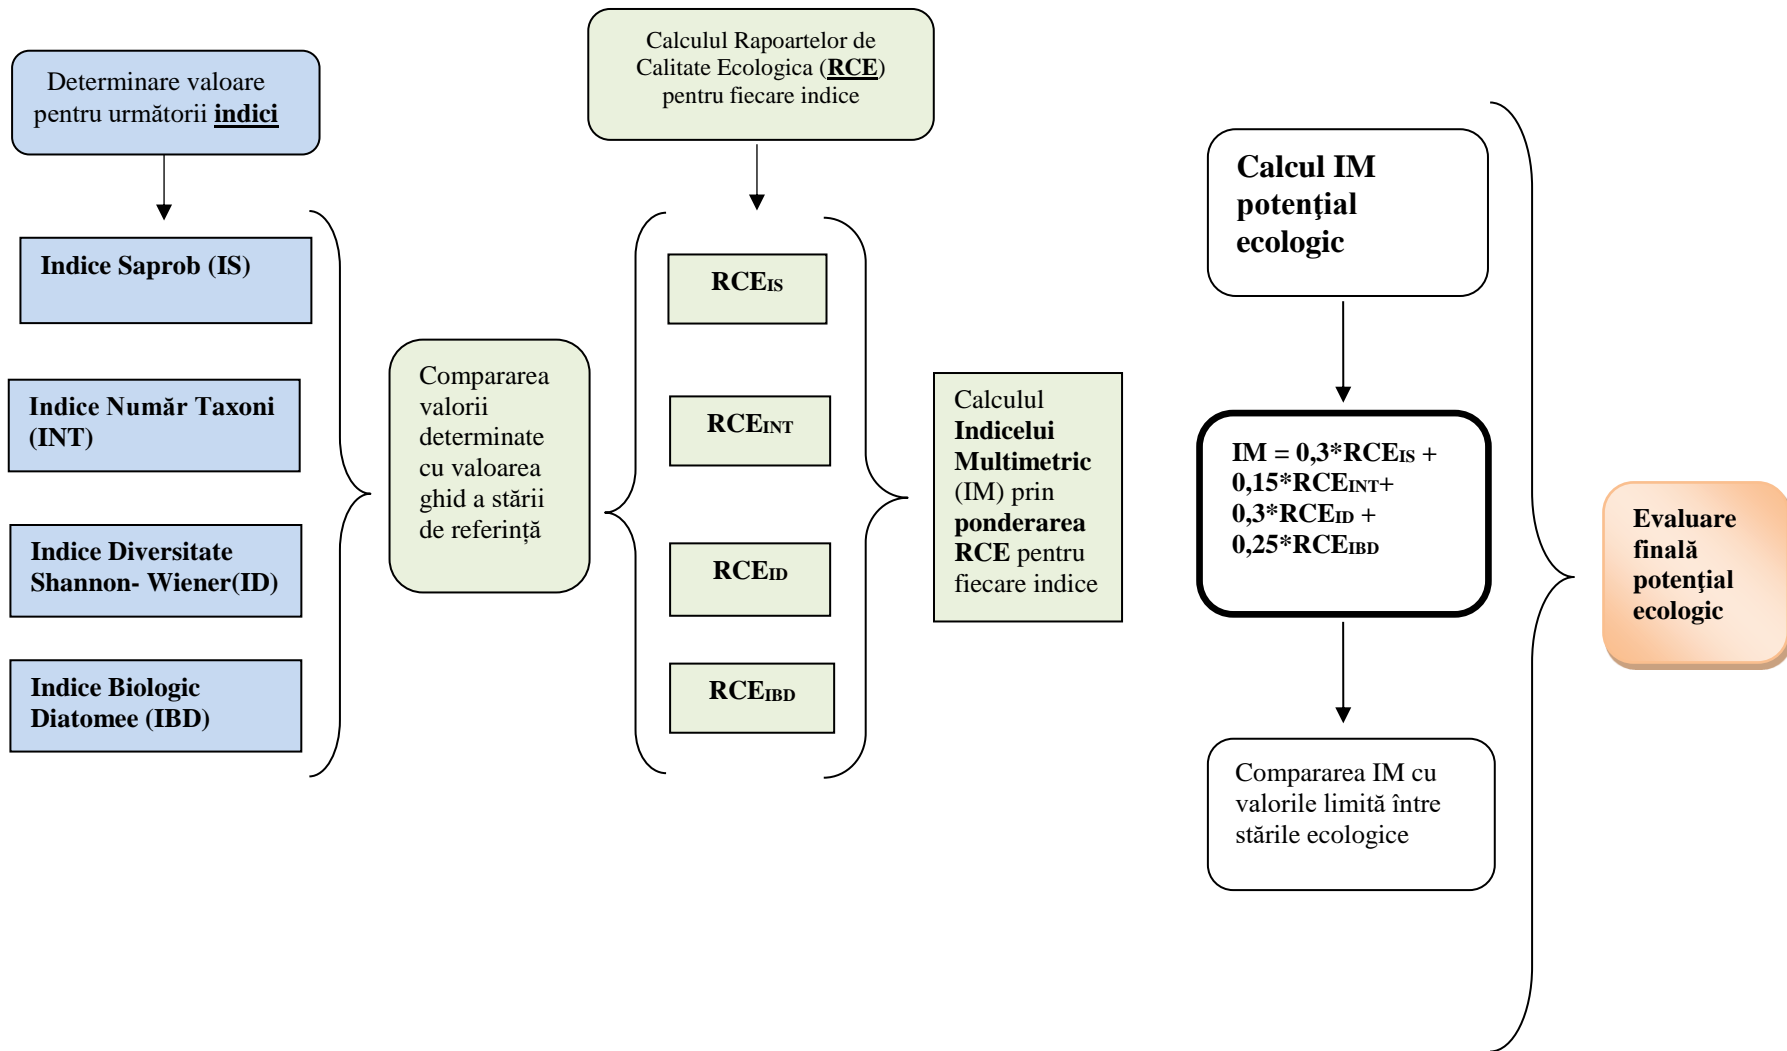 Determinare valoare
pentru următorii indici
Indice Saprob (IS)
Indice Număr Taxoni
(INT)
Indice Diversitate
Shannon- Wiener(ID)
Indice Biologic
Diatomee (IBD)
Compararea
valorii
determinate
cu valoarea
ghid a stării
de referință
Calculul Rapoartelor de
Calitate Ecologica (RCE)
pentru fiecare indice
RCEIS
RCEINT
RCEID
RCEIBD
Calculul
Indicelui
Multimetric
(IM) prin
ponderarea
RCE pentru
fiecare indice
Calcul IM
potenţial
ecologic
IM = 0,3*RCEIS +
0,15*RCEINT+
0,3*RCEID +
0,25*RCEIBD
Compararea IM cu
valorile limită între
stările ecologice
Evaluare
finală
potenţial
ecologic